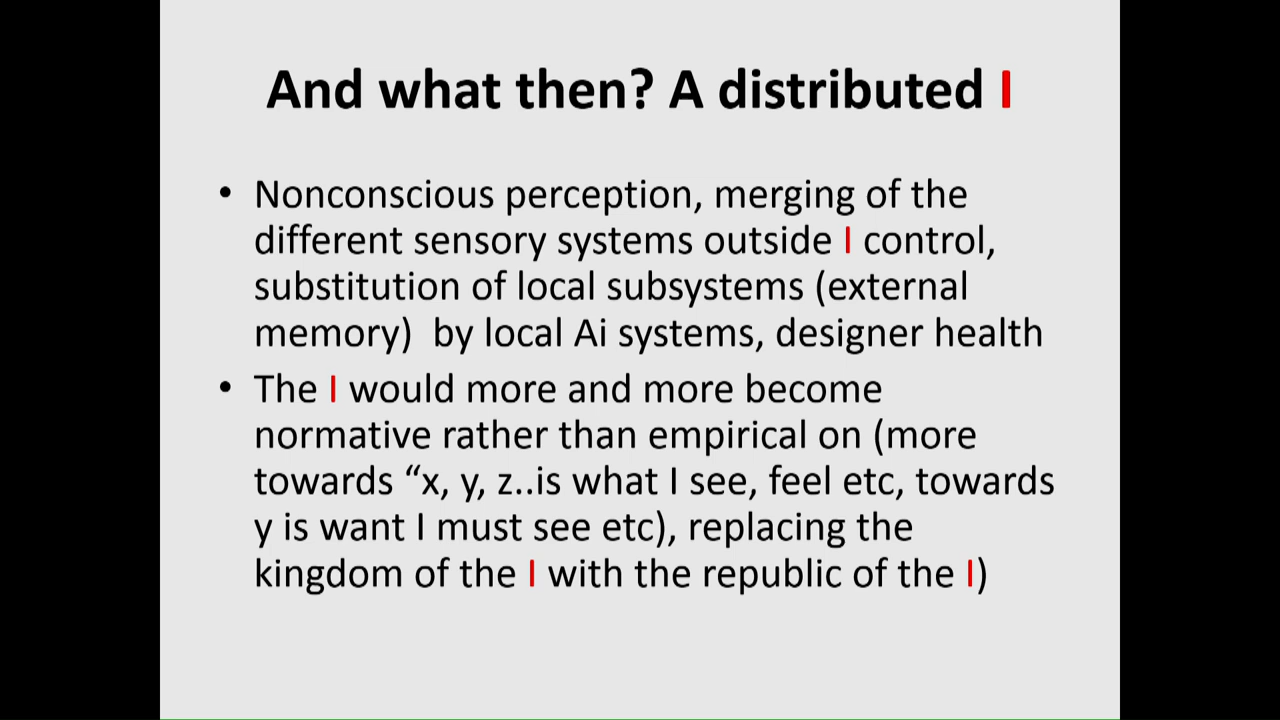 And what then? A distributed I
• Nonconscious perception, merging of the
different sensory systems outside I control,
substitution of local subsystems (external
memory)  by local Ai systems, designer health
• The I would more and more become
normative rather than empirical on (more
towards “x, y, z..is what I see, feel etc, towards
y is want I must see etc), replacing the
kingdom of the I with the republic of the I)